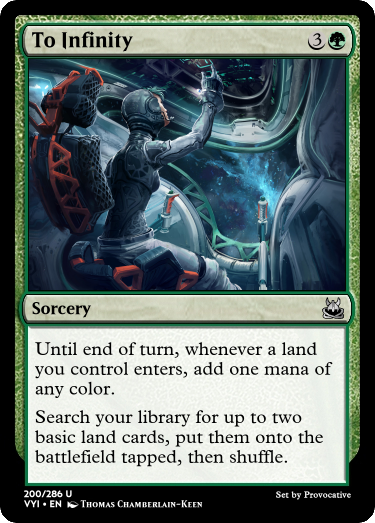 To Infinity 3
Sorcery
Until end of turn, whenever a land
you control enters, add one mana of
any color.
Search your library for up to two
basic land cards, put them onto the
battlefield tapped, then shuffle.
200/286 U
VYI • EN Thomas Chamberlain-Keen
Set by Provocative